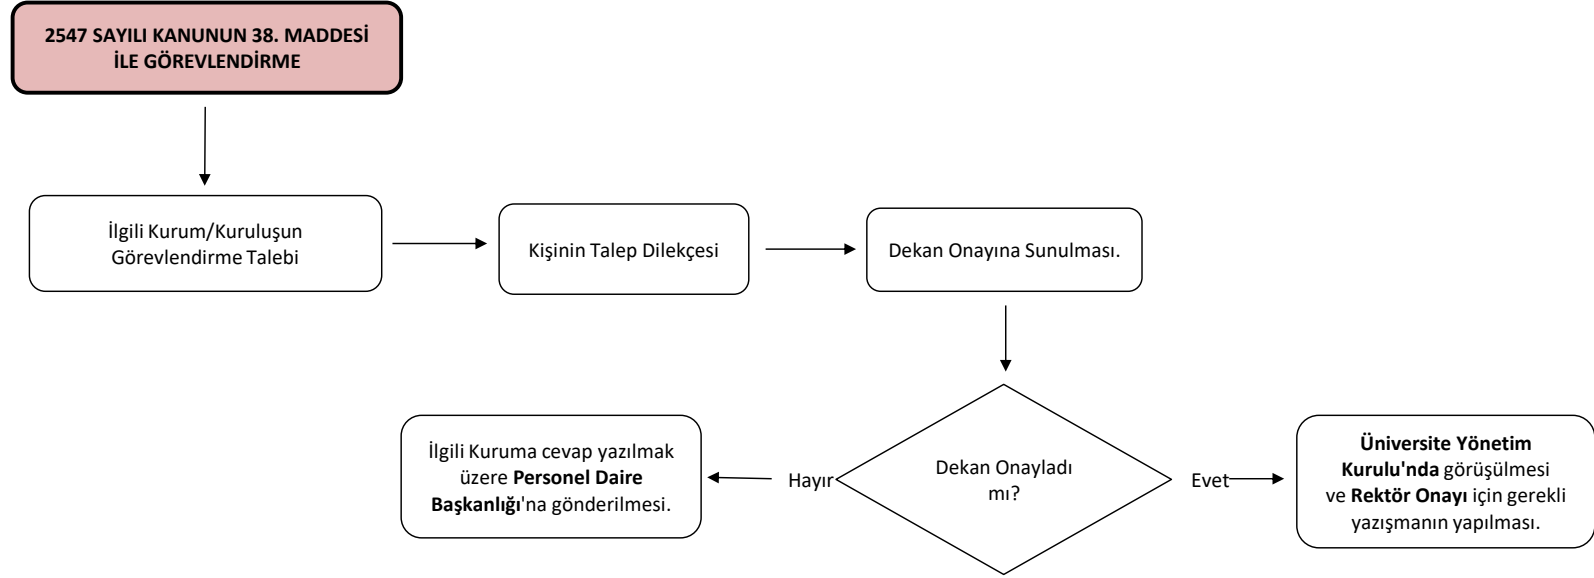 2547 SAYILI KANUNUN 38. MADDESİ
İLE GÖREVLENDİRME
İlgili Kurum/Kuruluşun
Görevlendirme Talebi
Kişinin Talep Dilekçesi
Dekan Onayına Sunulması.
İlgili Kuruma cevap yazılmak
üzere Personel Daire
Başkanlığı'na gönderilmesi.
Hayır
Dekan Onayladı
mı?
Evet
Üniversite Yönetim
Kurulu'nda görüşülmesi
ve Rektör Onayı için gerekli
yazışmanın yapılması.